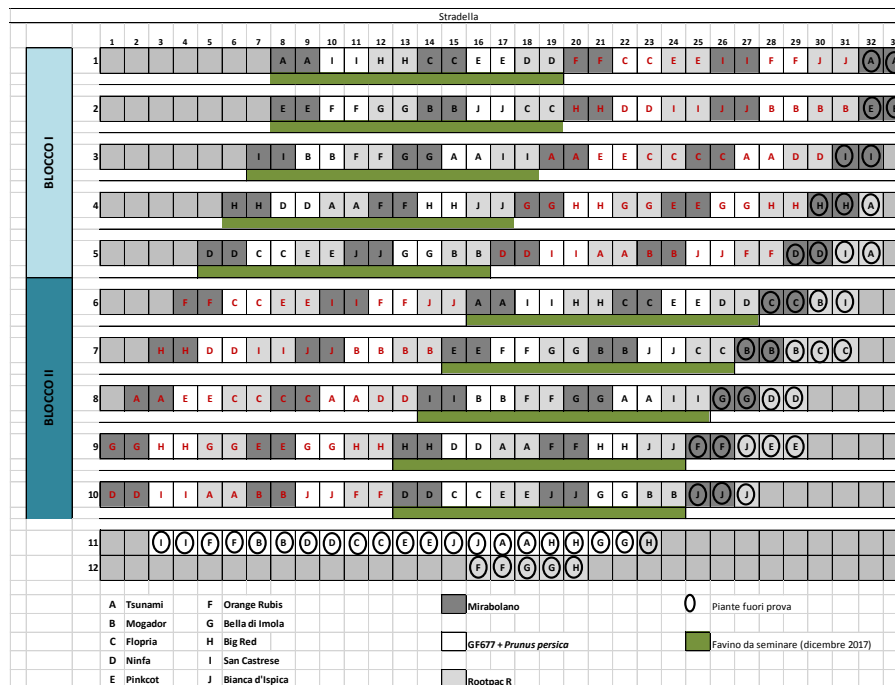 Stradella
1 2 3 4 5 6 7 8 9 10 11 12 13 14 15 16 17 18 19 20 21 22 23 24 25 26 27 28 29 30 31 32
BLOCCO I
1 A A I I H H C C E E D D F F C C E E I I F F J J A
2 E E F F G G B B J J C C H H D D I I J J B B B B E
3 I I B B F F G G A A I I A A E E C C C C A A D D I I
4 H H D D A A F F H H J J G G H H G G E E G G H H H H A
5 D D C C E E J J G G B B D D I I A A B B J J F F D D I A
BLOCCO II
6 F F C C E E I I F F J J A A I I H H C C E E D D C C B I
7 H H D D I I J J B B B B E E F F G G B B J J C C B B B C C
8 A A E E C C C C A A D D I I B B F F G G A A I I G G D D
9 G G H H G G E E G G H H H H D D A A F F H H J J F F J E E
10 D D I I A A B B J J F F D D C C E E J J G G B B J J J
11 I I F F B B D D C C E E J J A A H H G G H
12 F F G G H
A Tsunami F Orange Rubis Mirabolano Piante fuori prova
B Mogador G Bella di Imola
C Flopria H Big Red GF677 + Prunus persica Favino da seminare (dicembre 2017)
D Ninfa I San Castrese
E Pinkcot J Bianca d'Ispica Rootpac R